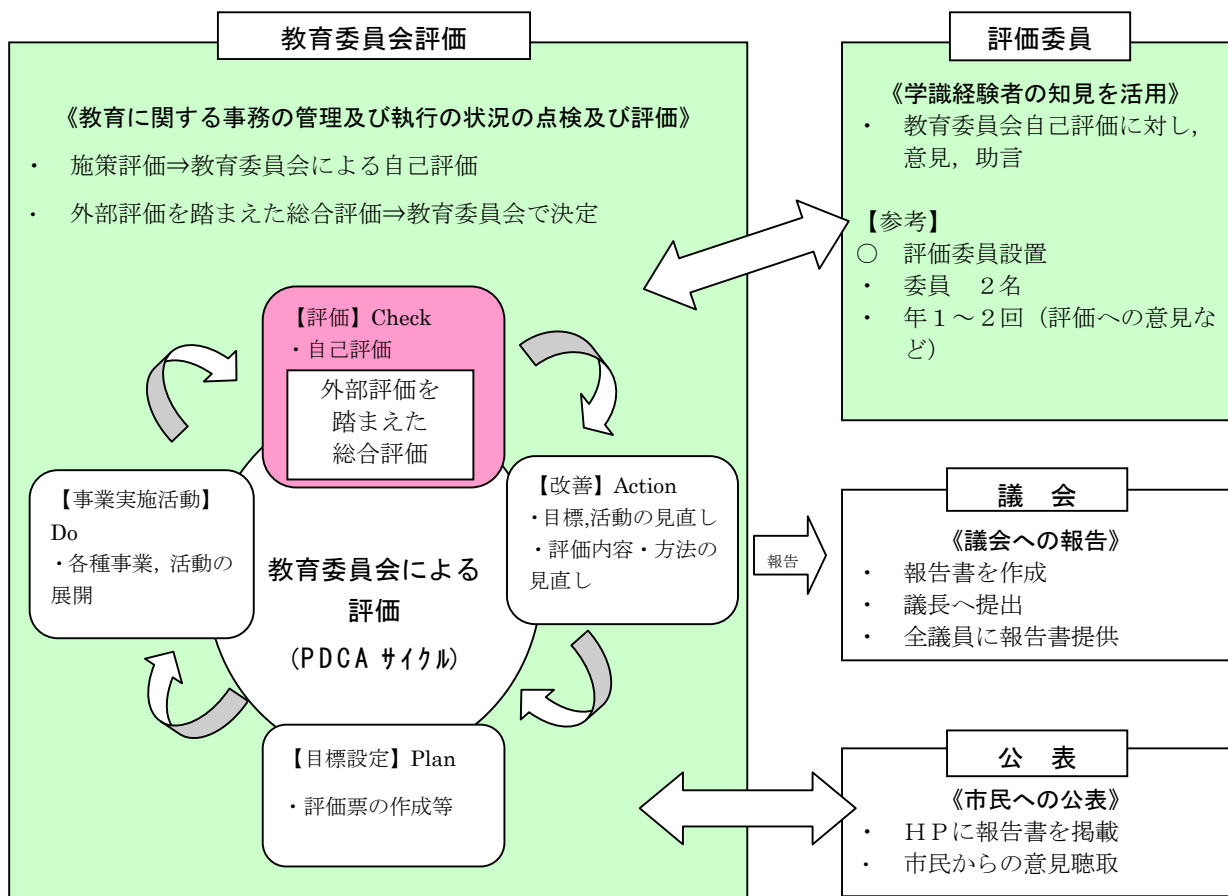 教育委員会評価
《教育に関する事務の管理及び執行の状況の点検及び評価》
・ 施策評価⇒教育委員会による自己評価
・ 外部評価を踏まえた総合評価⇒教育委員会で決定
【評価】Check
・自己評価
外部評価を
踏まえた
総合評価
【事業実施活動】
Do
・各種事業,活動の
展開
教育委員会による
評価
(PDCA ｻｲｸﾙ)
【改善】Action
・目標,活動の見直し
・評価内容・方法の
見直し
【目標設定】Plan
・評価票の作成等
評価委員
《学識経験者の知見を活用》
・ 教育委員会自己評価に対し,
意見，助言
【参考】
○ 評価委員設置
・ 委員 ２名
・ 年１～２回（評価への意見な
ど）
報告
議 会
《議会への報告》
・ 報告書を作成
・ 議長へ提出
・ 全議員に報告書提供
公 表
《市民への公表》
・ ＨＰに報告書を掲載
・ 市民からの意見聴取